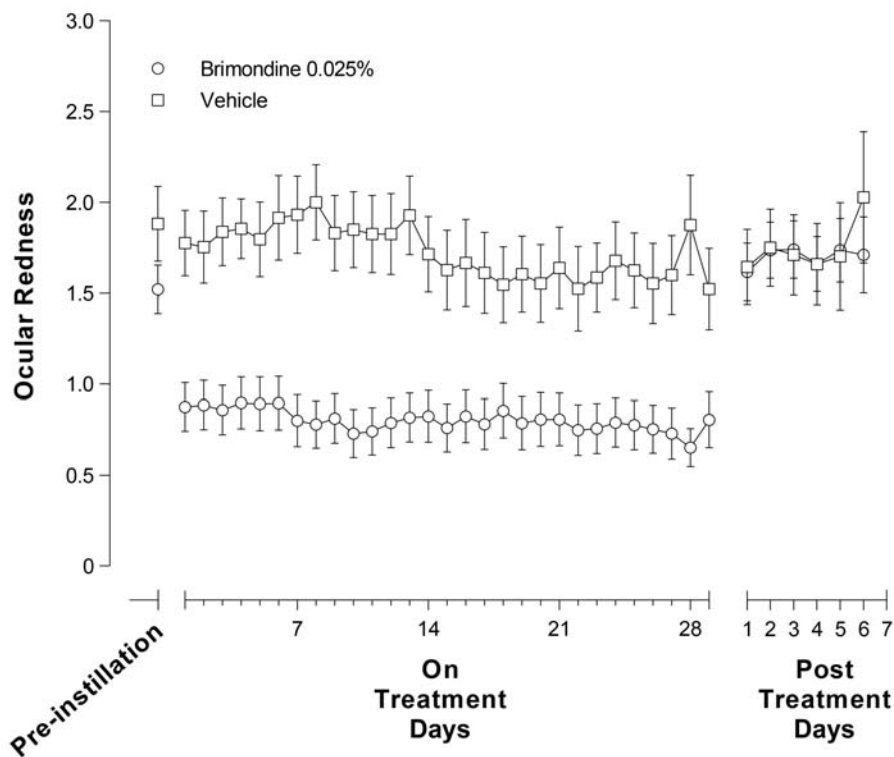 3.0
2.5
2.0
1.5
1.0
0.5
0
Ocular Redness
Brimondine 0.025%
Vehicle
7 14 21 28
1 2 3 4 5 6 7
Pre-instillation
On
Treatment
Days
Post
Treatment
Days